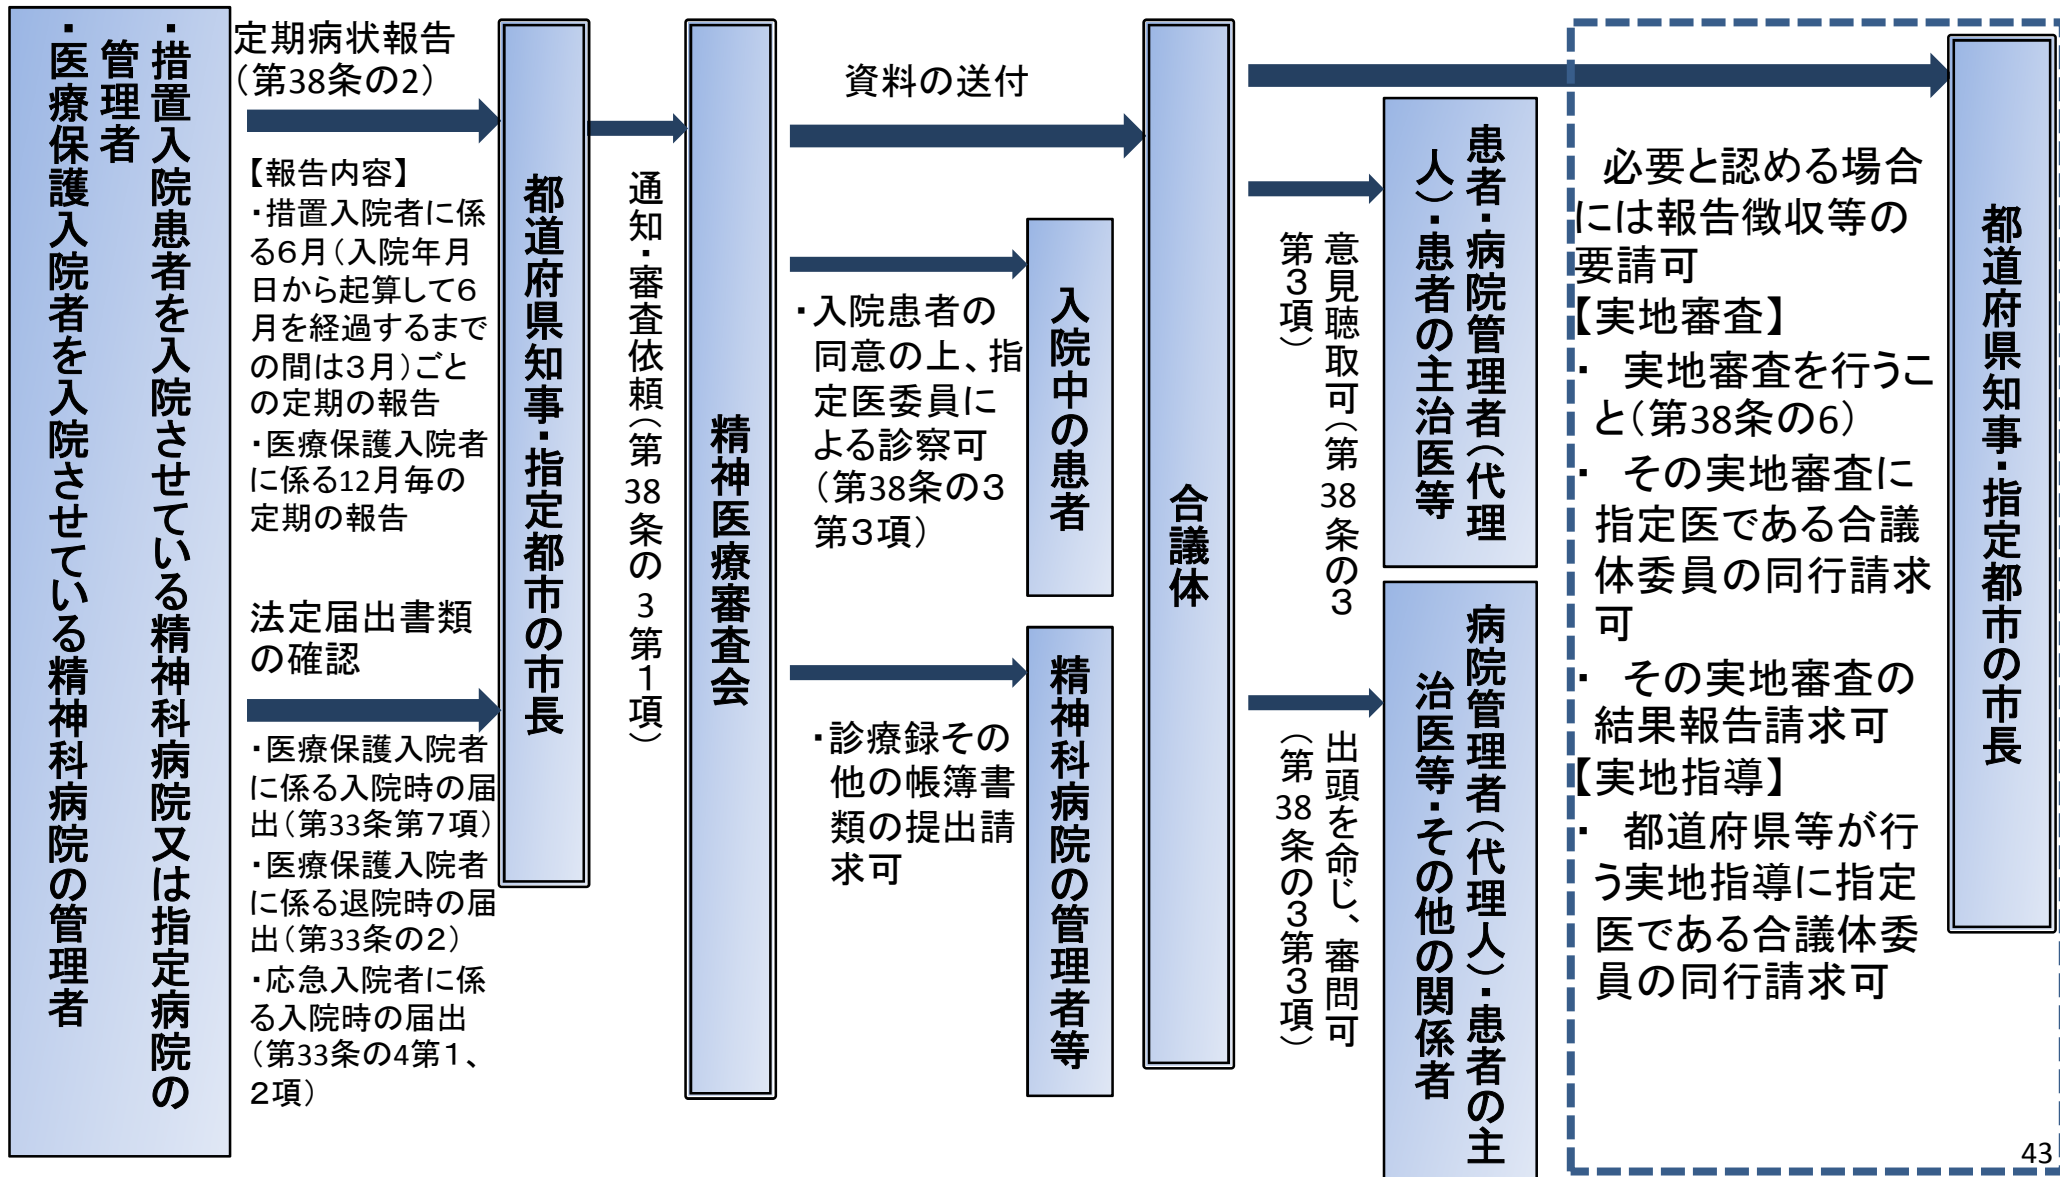 ・措置入院患者を入院させている精神科病院又は指定病院の
管理者
・医療保護入院者を入院させている精神科病院の管理者
定期病状報告
（第38条の2）
【報告内容】
・措置入院者に係
る6月（入院年月
日から起算して6
月を経過するまで
の間は3月）ごと
の定期の報告
・医療保護入院者
に係る12月毎の
定期の報告
法定届出書類
の確認
・医療保護入院者
に係る入院時の届
出（第33条第７項）
・医療保護入院者
に係る退院時の届
出（第33条の２）
・応急入院者に係
る入院時の届出
（第33条の4第１、
２項）
都道府県知事・指定都市の市長
通知・審査依頼（第38条の3第１項）
精神医療審査会
資料の送付
・入院患者の
同意の上、指
定医委員に
よる診察可
（第38条の３
第３項）
入院中の患者
・診療録その
他の帳簿書
類の提出請
求可
精神科病院の管理者等
合議体
意見聴取可（第38条の３
第３項）
患者・病院管理者（代理
人）・患者の主治医等
出頭を命じ、審問可
（第38条の３第３項）
病院管理者（代理人）・患者の主
治医等・その他の関係者
必要と認める場合
には報告徴収等の
要請可
【実地審査】
・ 実地審査を行うこ
と（第38条の6）
・ その実地審査に
指定医である合議
体委員の同行請求
可
・ その実地審査の
結果報告請求可
【実地指導】
・ 都道府県等が行
う実地指導に指定
医である合議体委
員の同行請求可
都道府県知事・指定都市の市長
43